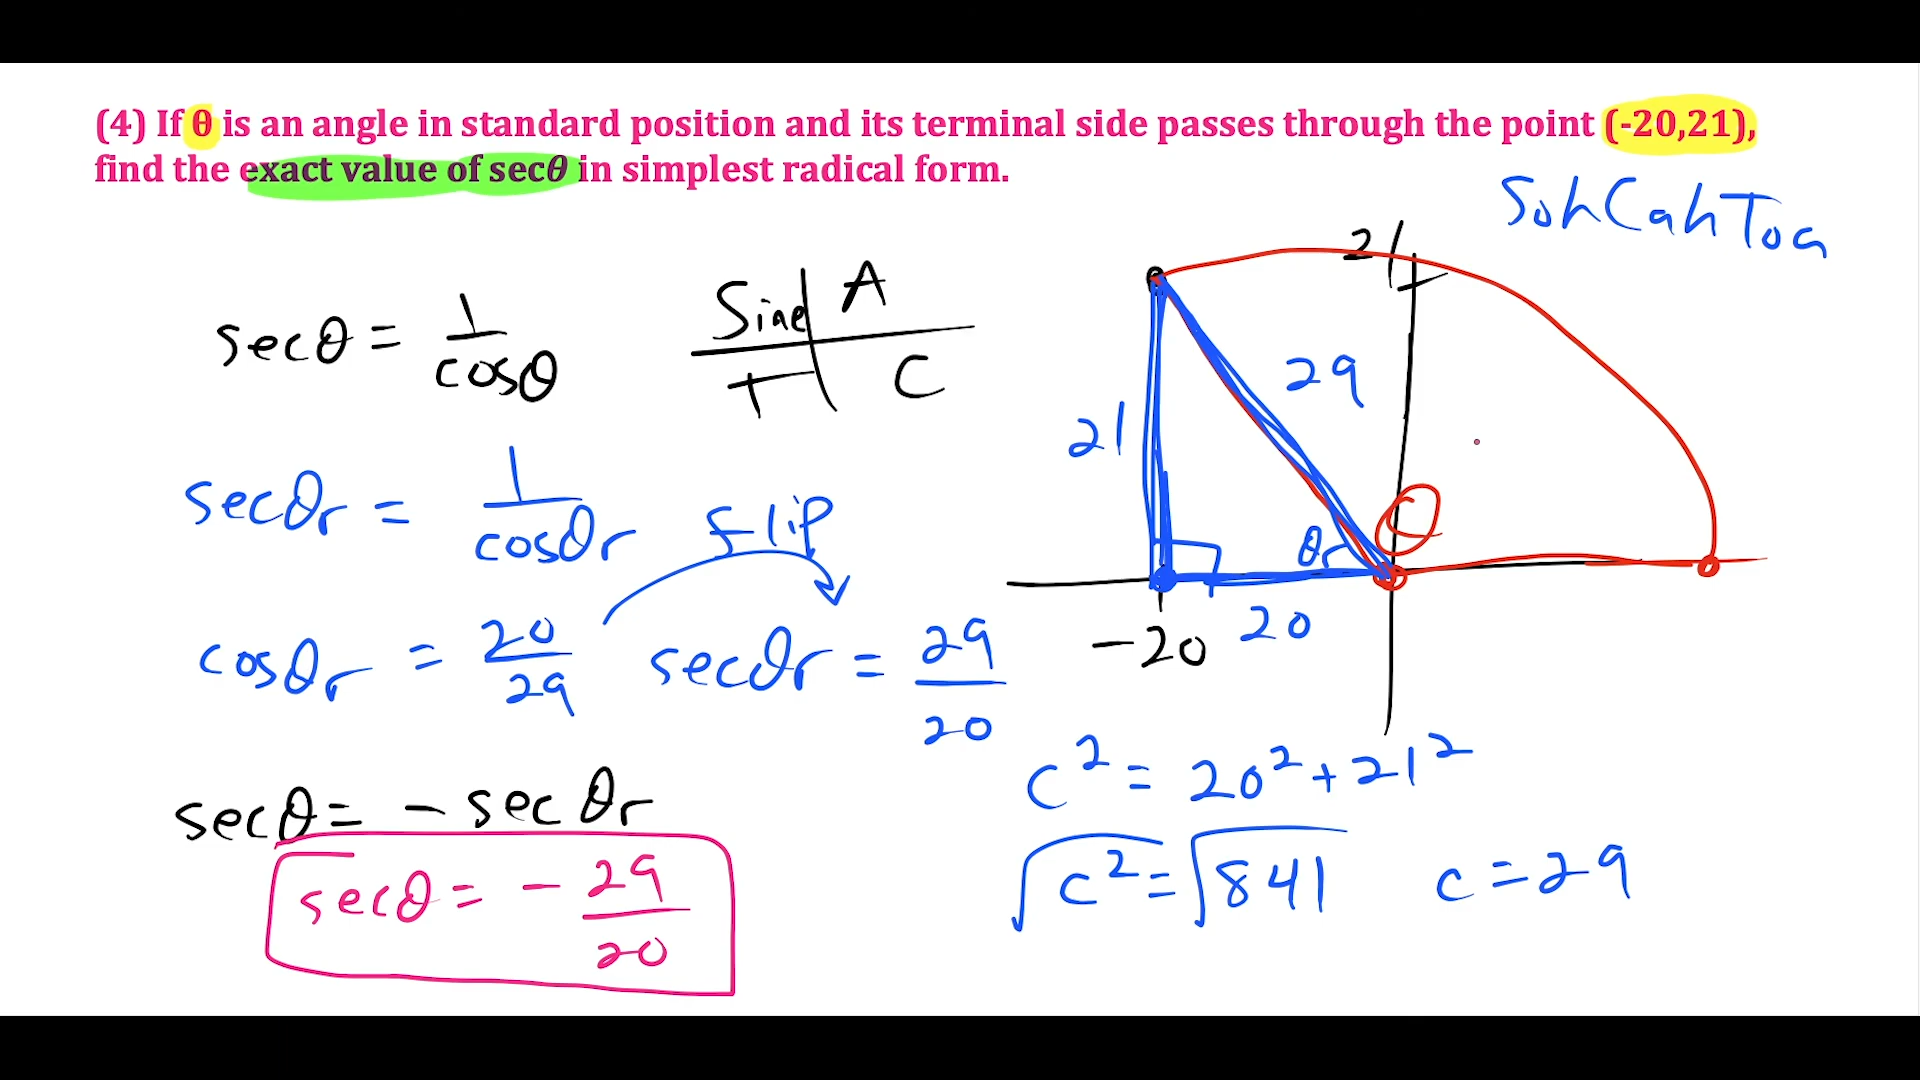 (4) If θ is an angle in standard position and its terminal side passes through the point (-20,21),
find the exact value of secθ in simplest radical form.
SohCahToa
secθ = 1/cosθ
Sine A
T C
21
29
21
secθr = 1/cosθr
flip
θ
θr
cosθr = 20/29
secθr = 29/20
-20
20
c² = 20² + 21²
secθ = - secθr
√c² = √841
c = 29
secθ = - 29/20